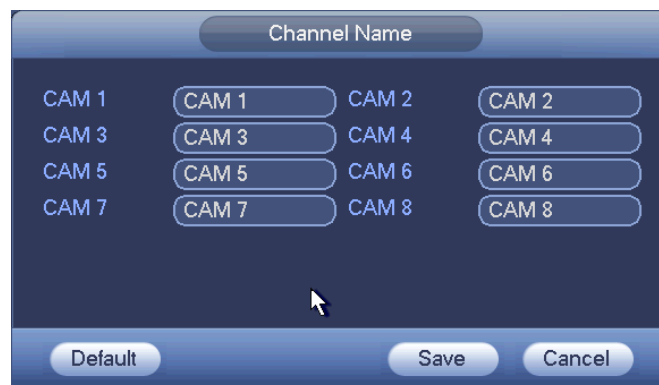 Channel Name
CAM 1 CAM 1 CAM 2 CAM 2
CAM 3 CAM 3 CAM 4 CAM 4
CAM 5 CAM 5 CAM 6 CAM 6
CAM 7 CAM 7 CAM 8 CAM 8
Default Save Cancel